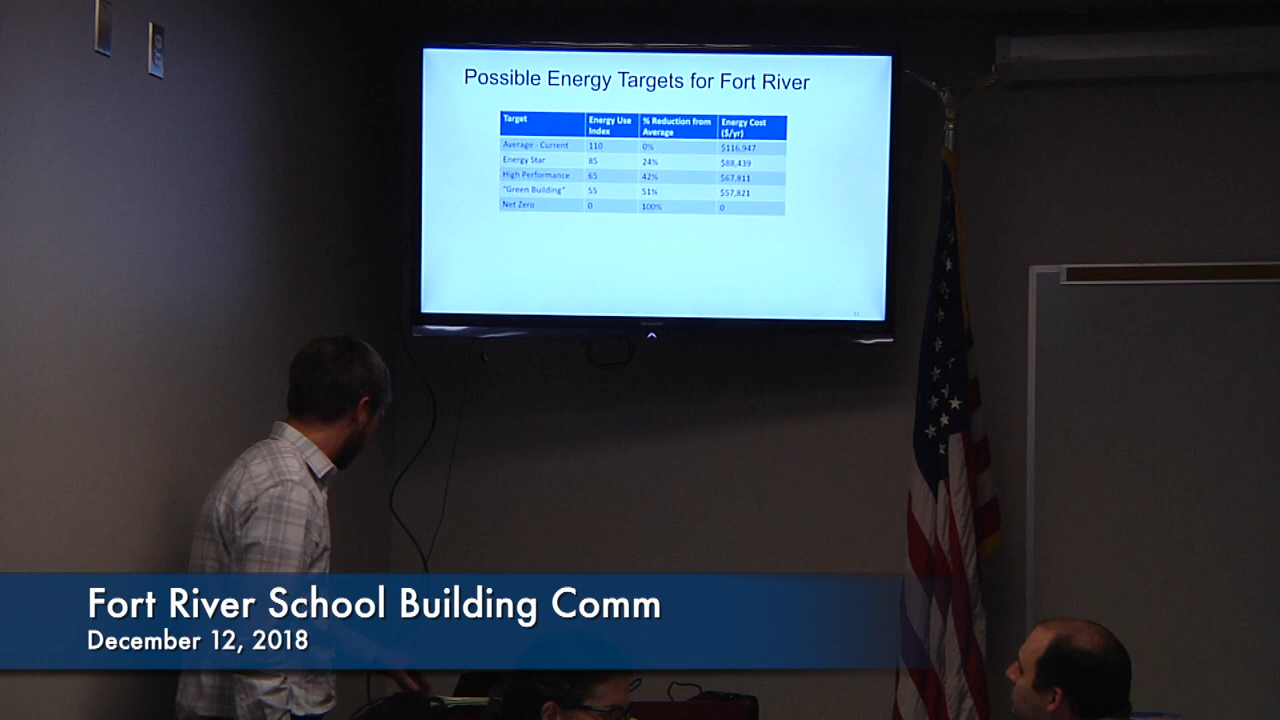 Possible Energy Targets for Fort River
Target Energy Use Index % Reduction from Average Energy Cost ($/yr)
Average - Current 110 0% $116,947
Energy Star 85 24% $88,439
High Performance 65 42% $67,811
"Green Building" 55 51% $57,821
Net Zero 0 100% 0
11
Fort River School Building Comm
December 12, 2018